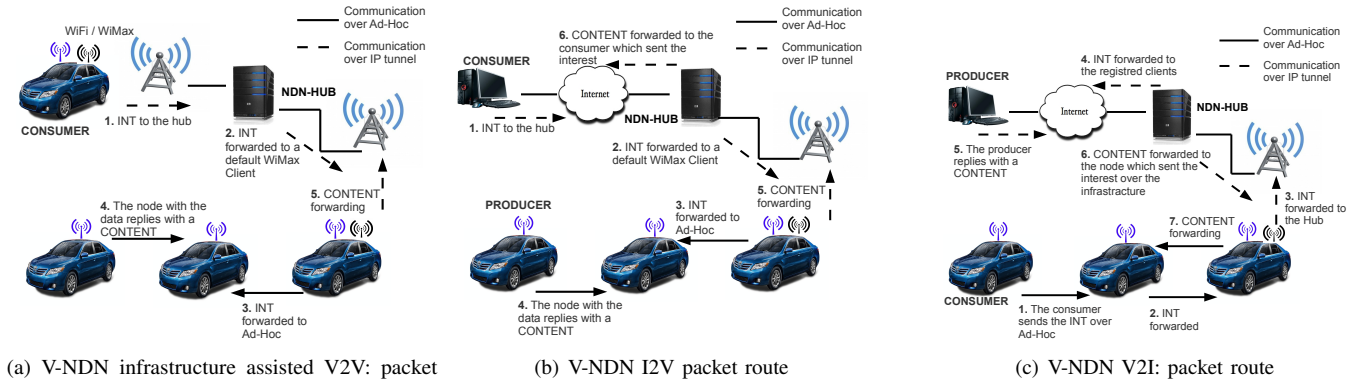 WiFi / WiMax
Communication
over Ad-Hoc
Communication
over IP tunnel
NDN-HUB
CONSUMER
1. INT to the hub
2. INT
forwarded to a
default WiMax
Client
5. CONTENT
forwarding
4. The node with the
data replies with a
CONTENT
3. INT
forwarded to
Ad-Hoc
(a) V-NDN infrastructure assisted V2V: packet
Communication
over Ad-Hoc
Communication
over IP tunnel
6. CONTENT forwarded to the
consumer which sent the
interest
CONSUMER
Internet
NDN-HUB
1. INT to the hub
2. INT forwarded to a
default WiMax Client
5. CONTENT
forwarding
PRODUCER
3. INT
forwarded to
Ad-Hoc
4. The node with the
data replies with a
CONTENT
(b) V-NDN I2V packet route
Communication
over Ad-Hoc
Communication
over IP tunnel
4. INT forwarded to
the registred clients
PRODUCER
Internet
NDN-HUB
5. The producer
replies with a
CONTENT
6. CONTENT forwarded to
the node which sent the
interest over the
infrastracture
3. INT
forwarded to
the Hub
7. CONTENT
forwarding
CONSUMER
1. The consumer
sends the INT over
Ad-Hoc
2. INT
forwarded
(c) V-NDN V2I: packet route